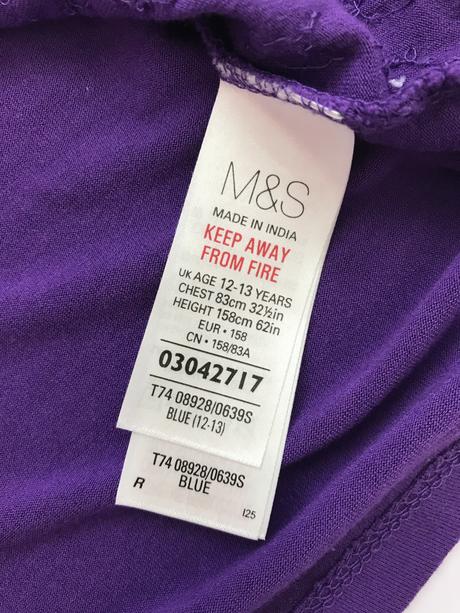 M&S
MADE IN INDIA
KEEP AWAY
FROM FIRE
UK AGE 12-13 YEARS
CHEST 83cm 32½in
HEIGHT 158cm 62in
EUR • 158
CN • 158/83A
03042717
T74 08928/0639S
BLUE (12-13)
T74 08928/0639S
BLUE
R
I25